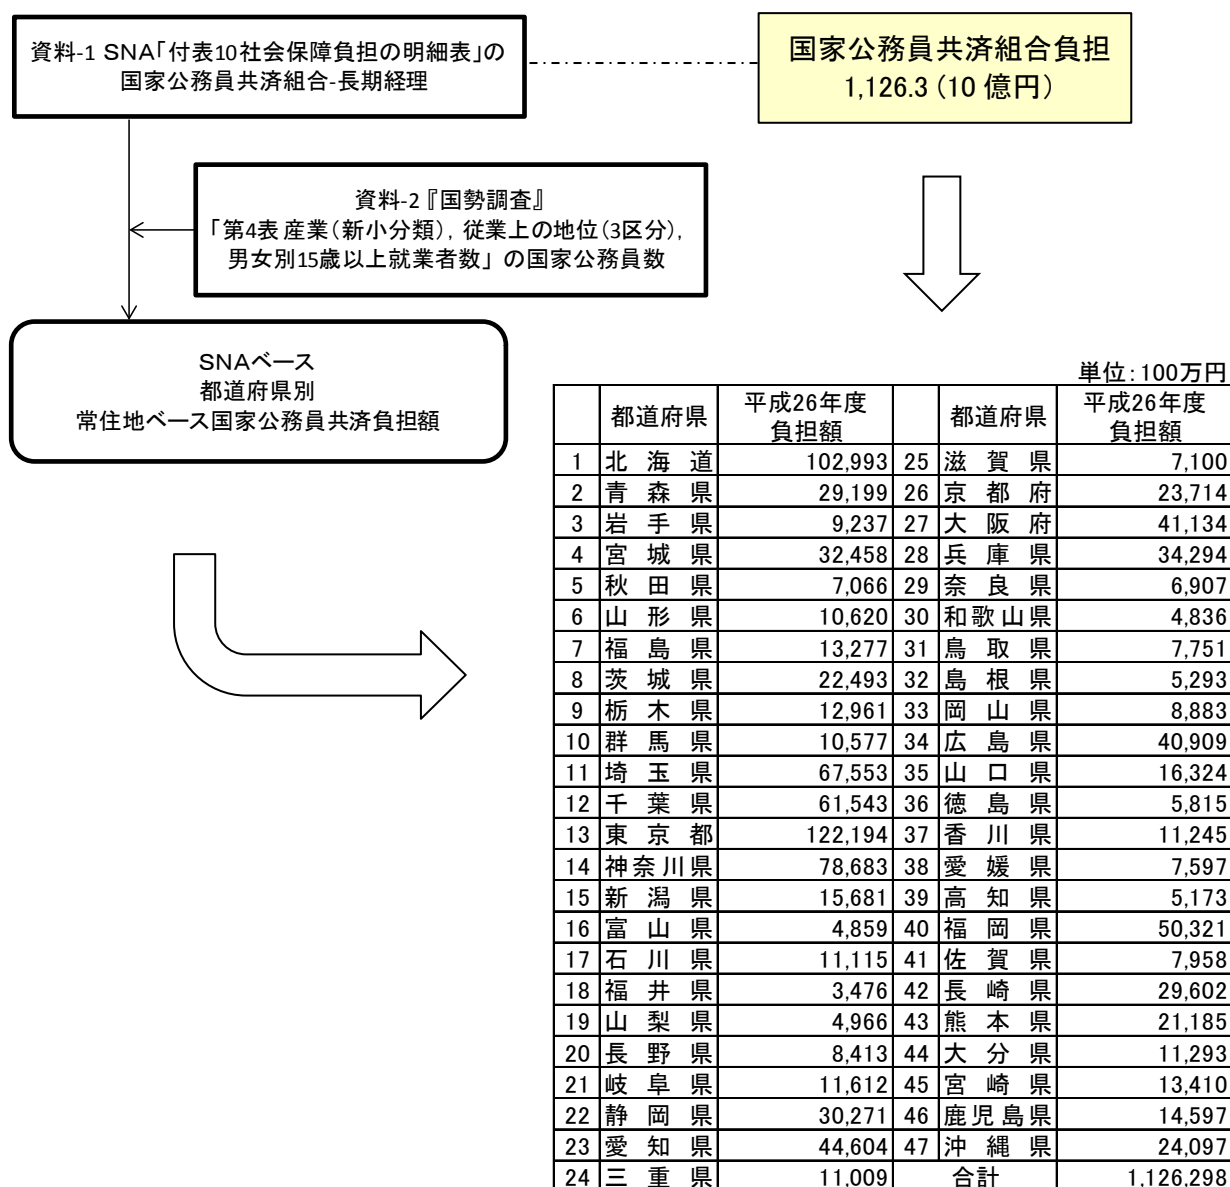 資料-1 SNA「付表10社会保障負担の明細表」の
国家公務員共済組合-長期経理
国家公務員共済組合負担
1,126.3（10 億円）
資料-2『国勢調査』
「第4表 産業（新小分類），従業上の地位（3区分），
男女別15歳以上就業者数」の国家公務員数
SNAベース
都道府県別
常住地ベース国家公務員共済負担額
単位：100万円
都道府県 平成26年度 負担額 都道府県 平成26年度 負担額
1 北海道 102,993 25 滋賀県 7,100
2 青森県 29,199 26 京都府 23,714
3 岩手県 9,237 27 大阪府 41,134
4 宮城県 32,458 28 兵庫県 34,294
5 秋田県 7,066 29 奈良県 6,907
6 山形県 10,620 30 和歌山県 4,836
7 福島県 13,277 31 鳥取県 7,751
8 茨城県 22,493 32 島根県 5,293
9 栃木県 12,961 33 岡山県 8,883
10 群馬県 10,577 34 広島県 40,909
11 埼玉県 67,553 35 山口県 16,324
12 千葉県 61,543 36 徳島県 5,815
13 東京都 122,194 37 香川県 11,245
14 神奈川県 78,683 38 愛媛県 7,597
15 新潟県 15,681 39 高知県 5,173
16 富山県 4,859 40 福岡県 50,321
17 石川県 11,115 41 佐賀県 7,958
18 福井県 3,476 42 長崎県 29,602
19 山梨県 4,966 43 熊本県 21,185
20 長野県 8,413 44 大分県 11,293
21 岐阜県 11,612 45 宮崎県 13,410
22 静岡県 30,271 46 鹿児島県 14,597
23 愛知県 44,604 47 沖縄県 24,097
24 三重県 11,009 合計 1,126,298